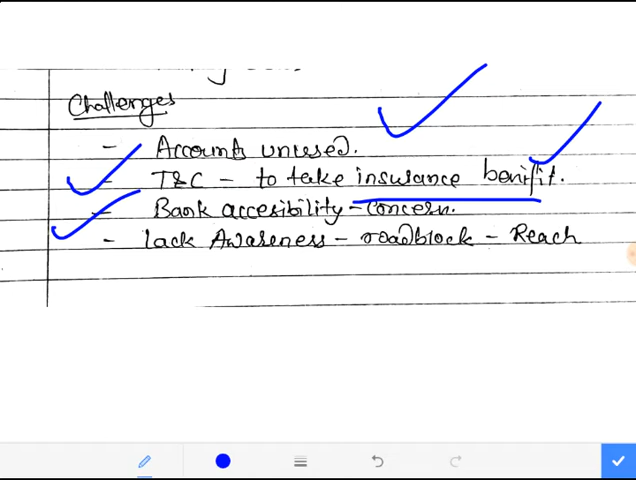 Challenges
- Accounts unused.
- T&C - to take insurance benifit.
- Bank accesibility - concern.
- lack Awareness - roadblock - Reach